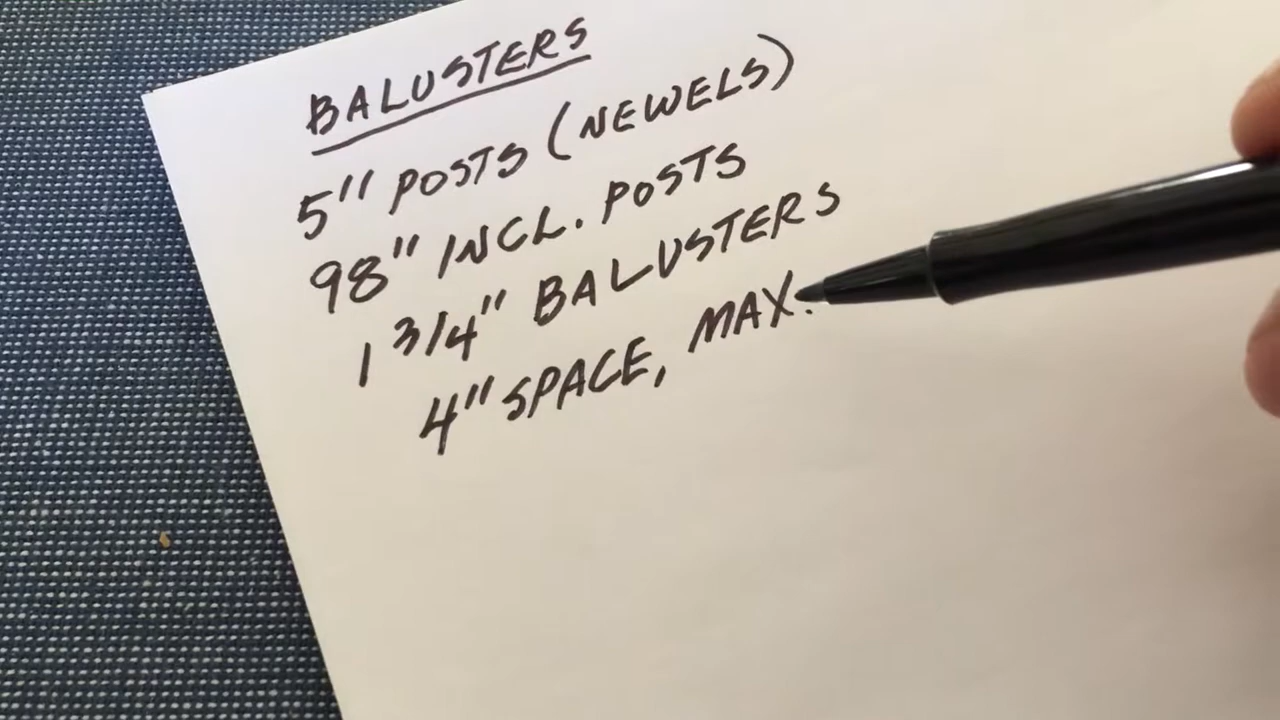 BALUSTERS
5" POSTS (NEWELS)
98" INCL. POSTS
1 3/4" BALUSTERS
4" SPACE, MAX.